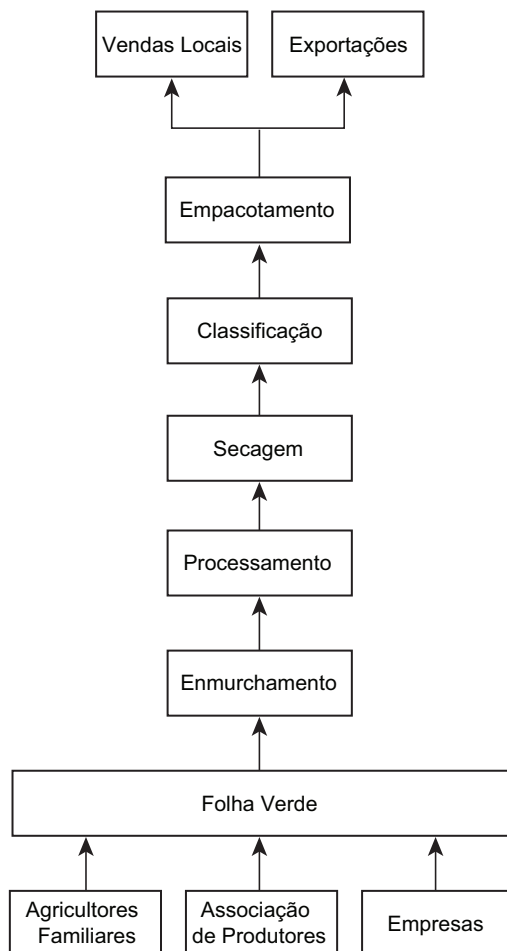 Vendas Locais
Exportações
Empacotamento
Classificação
Secagem
Processamento
Enmurchamento
Folha Verde
Agricultores
Familiares
Associação
de Produtores
Empresas